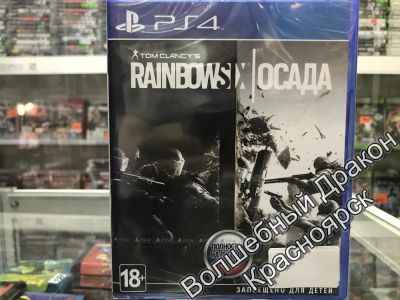 PS4
TOM CLANCY'S
RAINBOWSIX | ОСАДА
Волшебный Дракон
Красноярск
18+
ЗАПРЕЩЕНО ДЛЯ ДЕТЕЙ